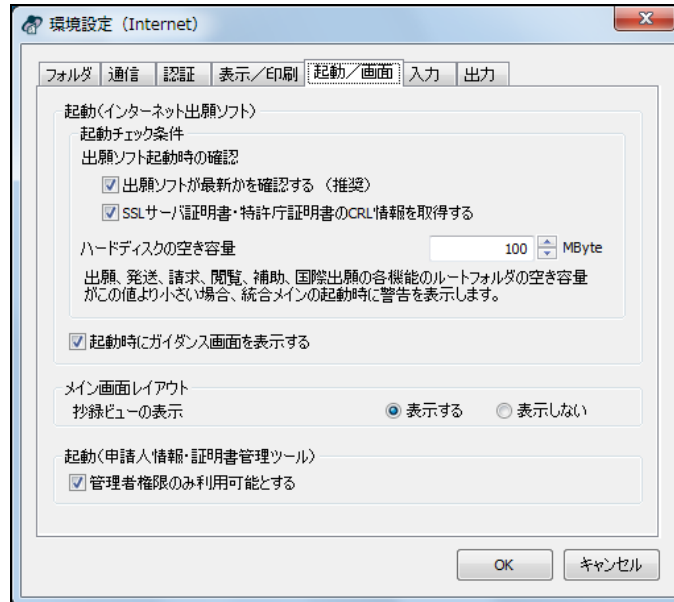 環境設定（Internet）
x
フォルダ 通信 認証 表示／印刷 起動／画面 入力 出力
起動(インターネット出願ソフト)
起動チェック条件
出願ソフト起動時の確認
出願ソフトが最新かを確認する（推奨）
SSLサーバ証明書・特許庁証明書のCRL情報を取得する
ハードディスクの空き容量 100 MByte
出願、発送、請求、閲覧、補助、国際出願の各機能のルートフォルダの空き容量
がこの値より小さい場合、統合メインの起動時に警告を表示します。
起動時にガイダンス画面を表示する
メイン画面レイアウト
抄録ビューの表示 表示する 表示しない
起動(申請人情報・証明書管理ツール)
管理者権限のみ利用可能とする
OK キャンセル